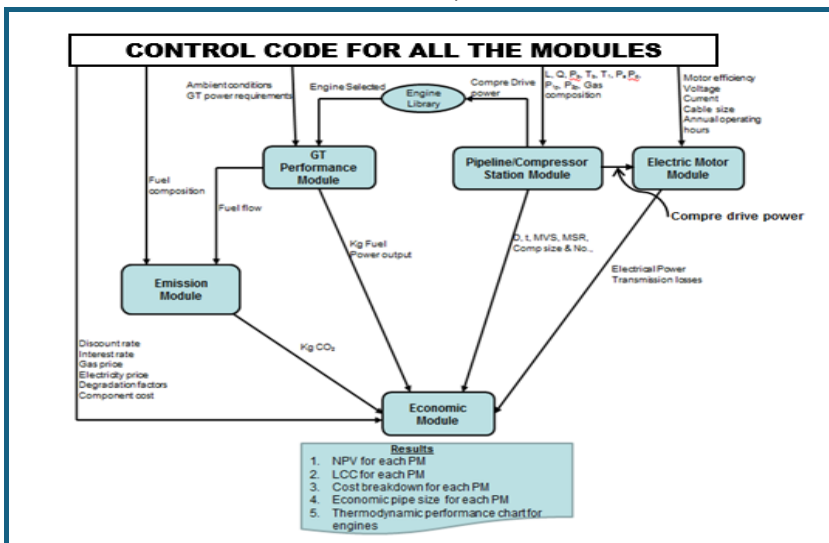 CONTROL CODE FOR ALL THE MODULES
Ambient conditions
GT power requirements
Engine Selected
Engine
Library
Compre Drive
power
L, Q,
Gas
composition
Motor efficiency
Voltage
Current
Cable size
Annual operating
hours
GT
Performance
Module
Pipeline/Compressor
Station Module
Electric Motor
Module
Compre drive power
Fuel
composition
Fuel flow
Kg Fuel
Power output
D, t, MVS, MSR,
Comp size & No.,
Electrical Power
Transmission losses
Emission
Module
Kg CO₂
Discount rate
Interest rate
Gas price
Electricity price
Degradation factors
Component cost
Economic
Module
Results
1. NPV for each PM
2. LCC for each PM
3. Cost breakdown for each PM
4. Economic pipe size for each PM
5. Thermodynamic performance chart for
engines